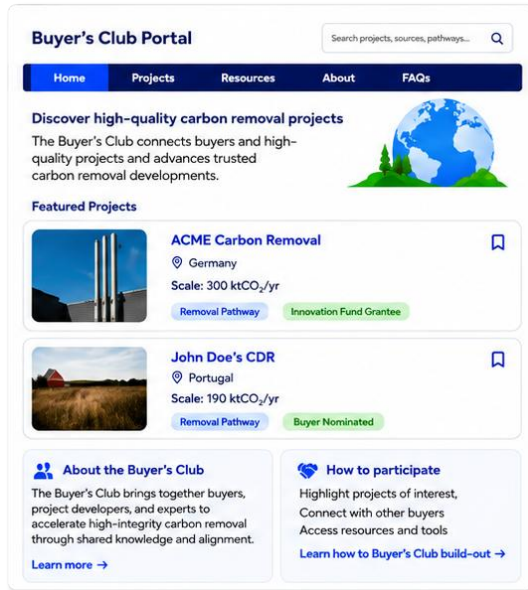 Buyer's Club Portal
Search projects, sources, pathways...
Home Projects Resources About FAQs
Discover high-quality carbon removal projects
The Buyer's Club connects buyers and high-
quality projects and advances trusted
carbon removal developments.
Featured Projects
ACME Carbon Removal
Germany
Scale: 300 ktCO₂/yr
Removal Pathway Innovation Fund Grantee
John Doe's CDR
Portugal
Scale: 190 ktCO₂/yr
Removal Pathway Buyer Nominated
About the Buyer's Club
The Buyer's Club brings together buyers,
project developers, and experts to
accelerate high-integrity carbon removal
through shared knowledge and alignment.
Learn more →
How to participate
Highlight projects of interest,
Connect with other buyers
Access resources and tools
Learn how to Buyer's Club build-out →